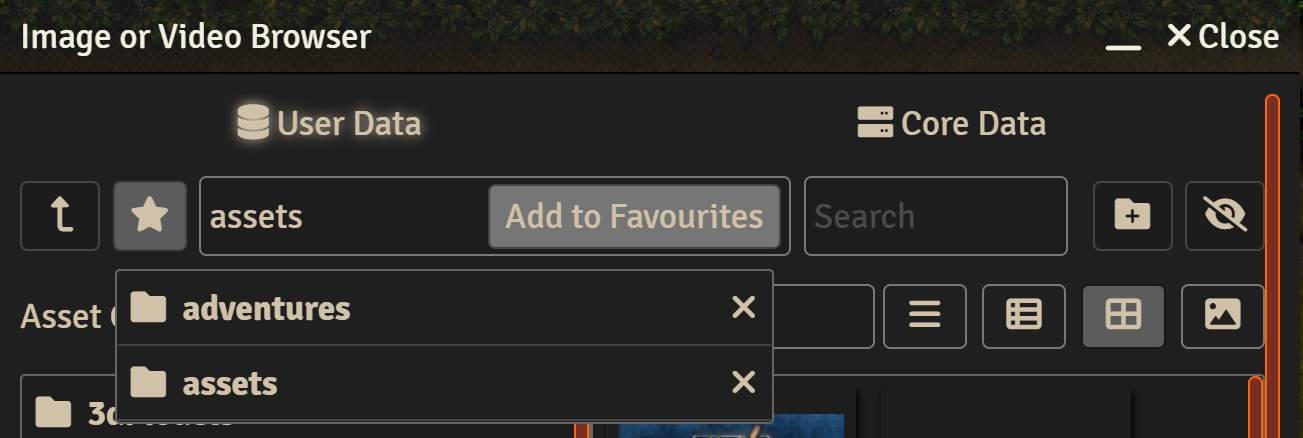 Image or Video Browser
Close
User Data
Core Data
assets
Add to Favourites
Search
adventures
Asset
assets